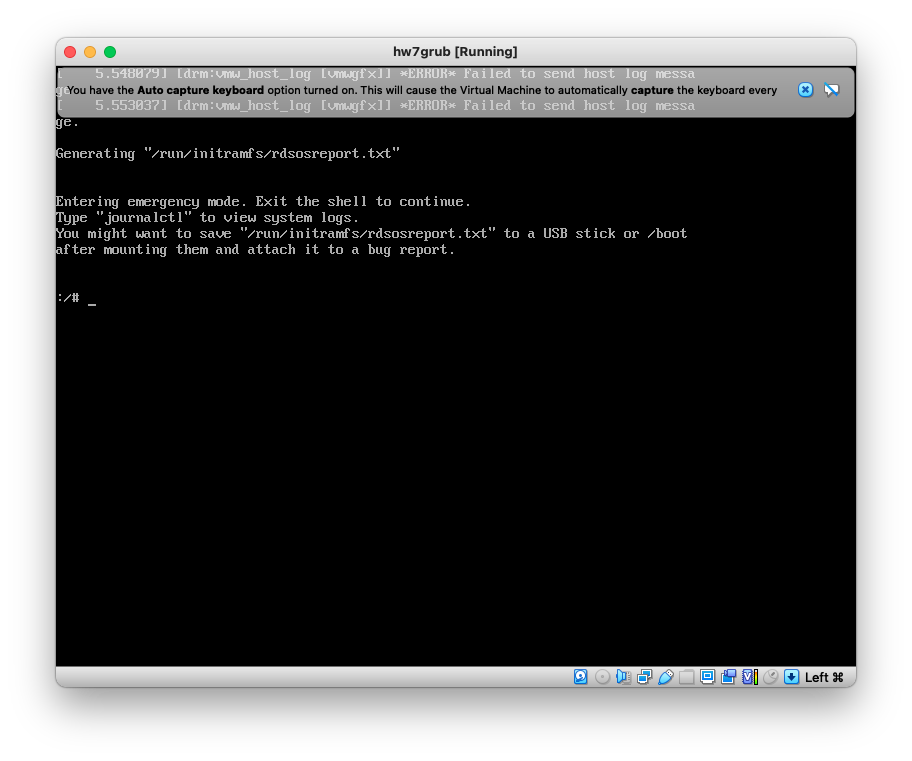 hw7grub [Running]
[    5.548079] [drm:vmw_host_log [vmwgfx]] *ERROR* Failed to send host log messa
ge.
You have the Auto capture keyboard option turned on. This will cause the Virtual Machine to automatically capture the keyboard every
[    5.553037] [drm:vmw_host_log [vmwgfx]] *ERROR* Failed to send host log messa
ge.
Generating "/run/initramfs/rdsosreport.txt"
Entering emergency mode. Exit the shell to continue.
Type "journalctl" to view system logs.
You might want to save "/run/initramfs/rdsosreport.txt" to a USB stick or /boot
after mounting them and attach it to a bug report.
:/# _
Left ⌘